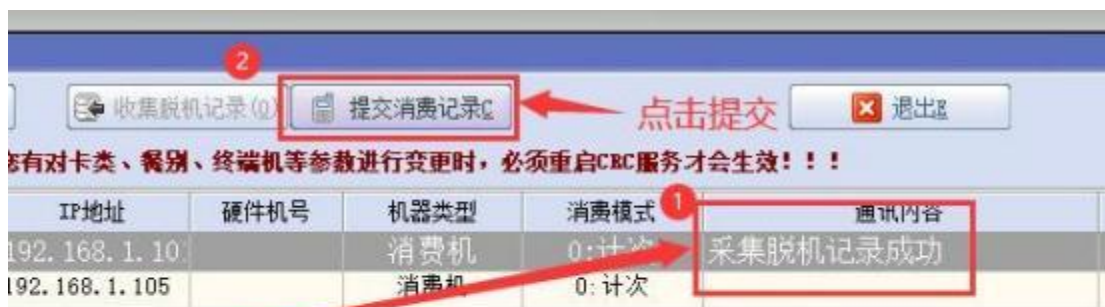 2
收集脱机记录(Q) 提交消费记录C 点击提交 退出X
有对卡类、餐别、终端机等参数进行变更时，必须重启CRC服务才会生效！！！
1
IP地址 硬件机号 机器类型 消费模式 通讯内容
192.168.1.10 消费机 0:计次 采集脱机记录成功
192.168.1.105 消费机 0:计次